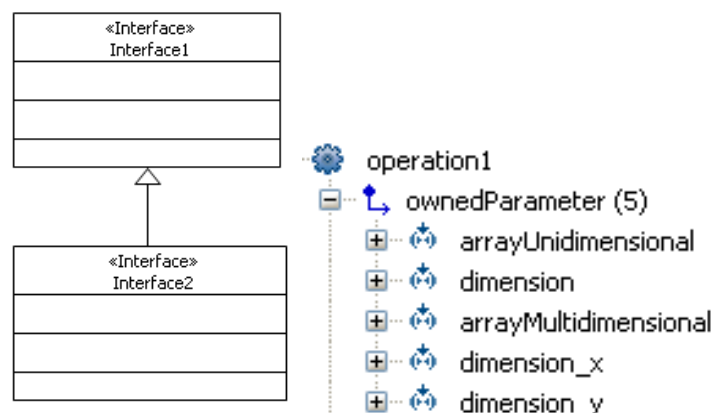 «Interface»
Interface1
«Interface»
Interface2
operation1
ownedParameter (5)
arrayUnidimensional
dimension
arrayMultidimensional
dimension_x
dimension_y